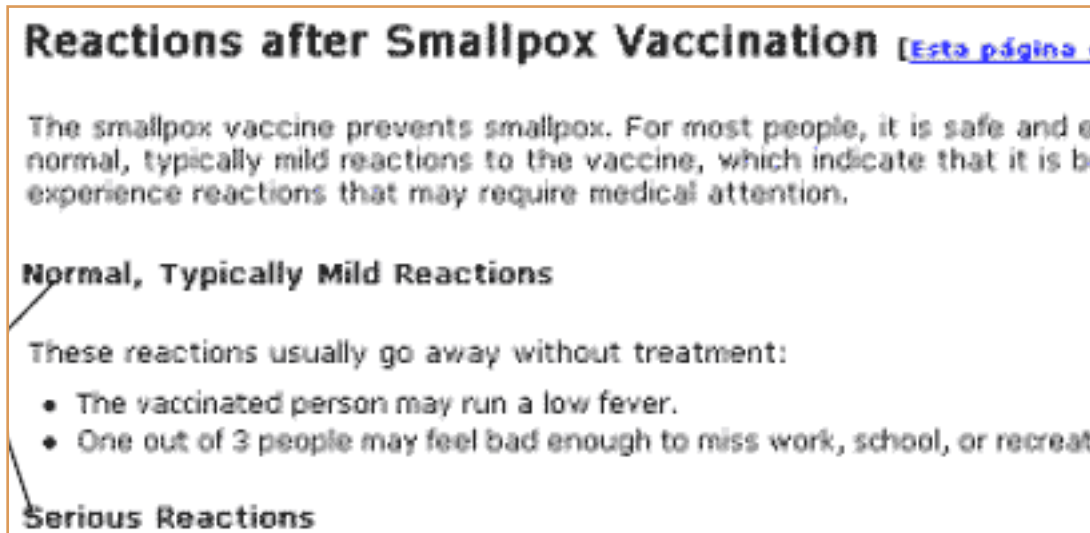 Reactions after Smallpox Vaccination [Esta página
The smallpox vaccine prevents smallpox. For most people, it is safe and
normal, typically mild reactions to the vaccine, which indicate that it is
experience reactions that may require medical attention.
Normal, Typically Mild Reactions
These reactions usually go away without treatment:
• The vaccinated person may run a low fever.
• One out of 3 people may feel bad enough to miss work, school, or
Serious Reactions